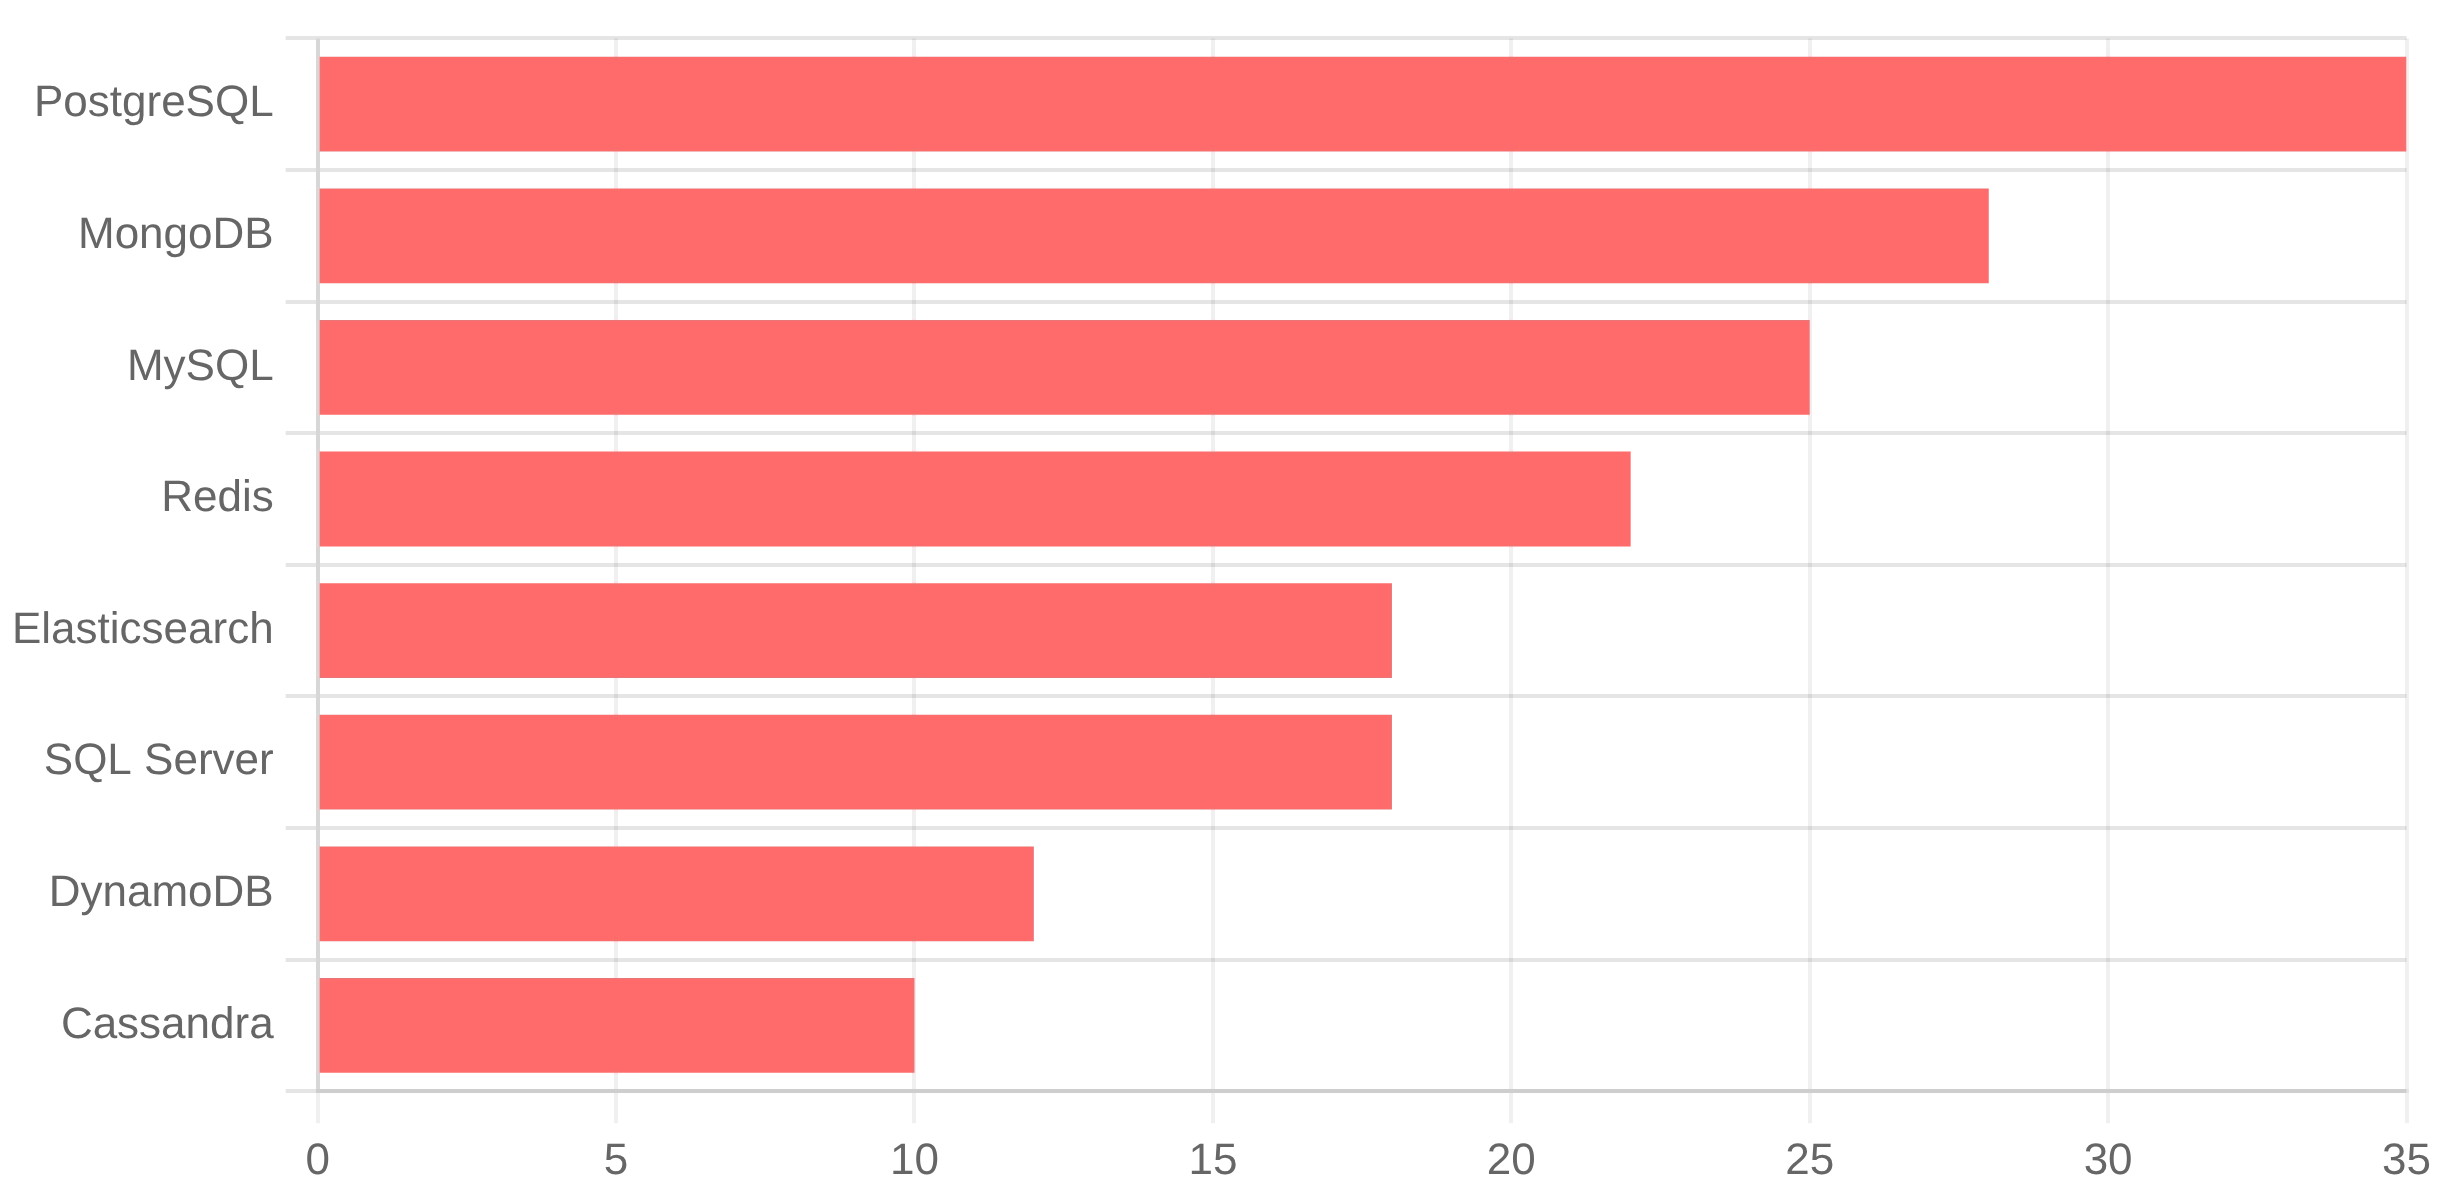 PostgreSQL
MongoDB
MySQL
Redis
Elasticsearch
SQL Server
DynamoDB
Cassandra
0 5 10 15 20 25 30 35